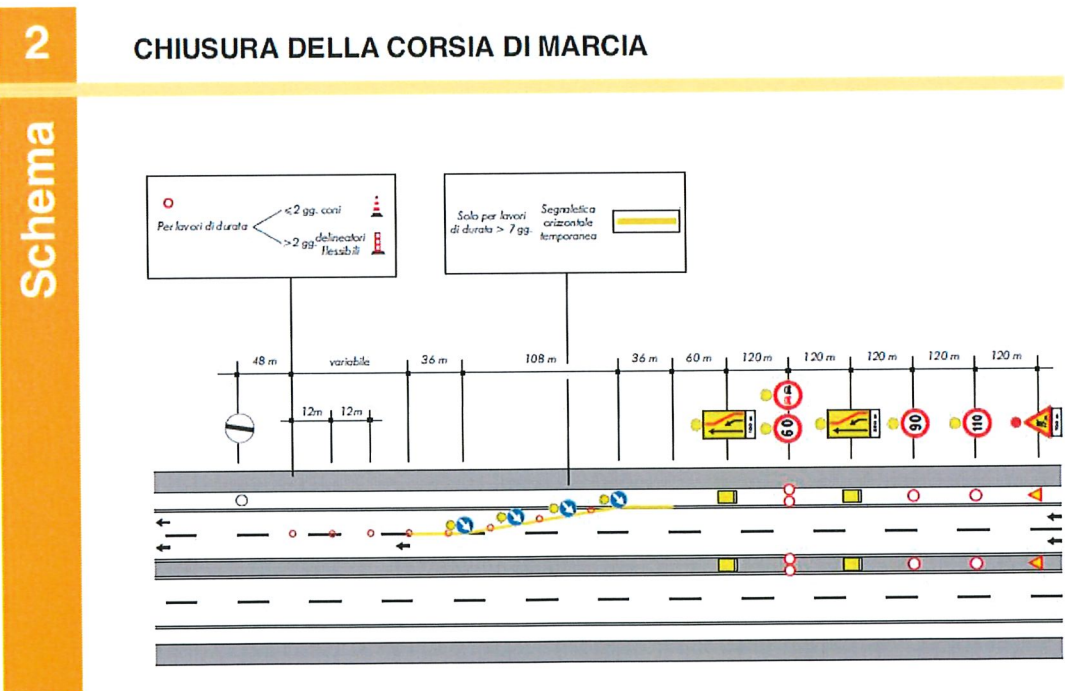 2
CHIUSURA DELLA CORSIA DI MARCIA
Schema
Per lavori di durata
≤2 gg. coni
>2 gg. delineatori
flessibili
Solo per lavori
di durata > 7 gg.
Segnaletica
orizzontale
temporanea
48 m
variabile
36 m
108 m
36 m
60 m
120 m
120 m
120 m
120 m
120 m
12m
12m
60
90
110